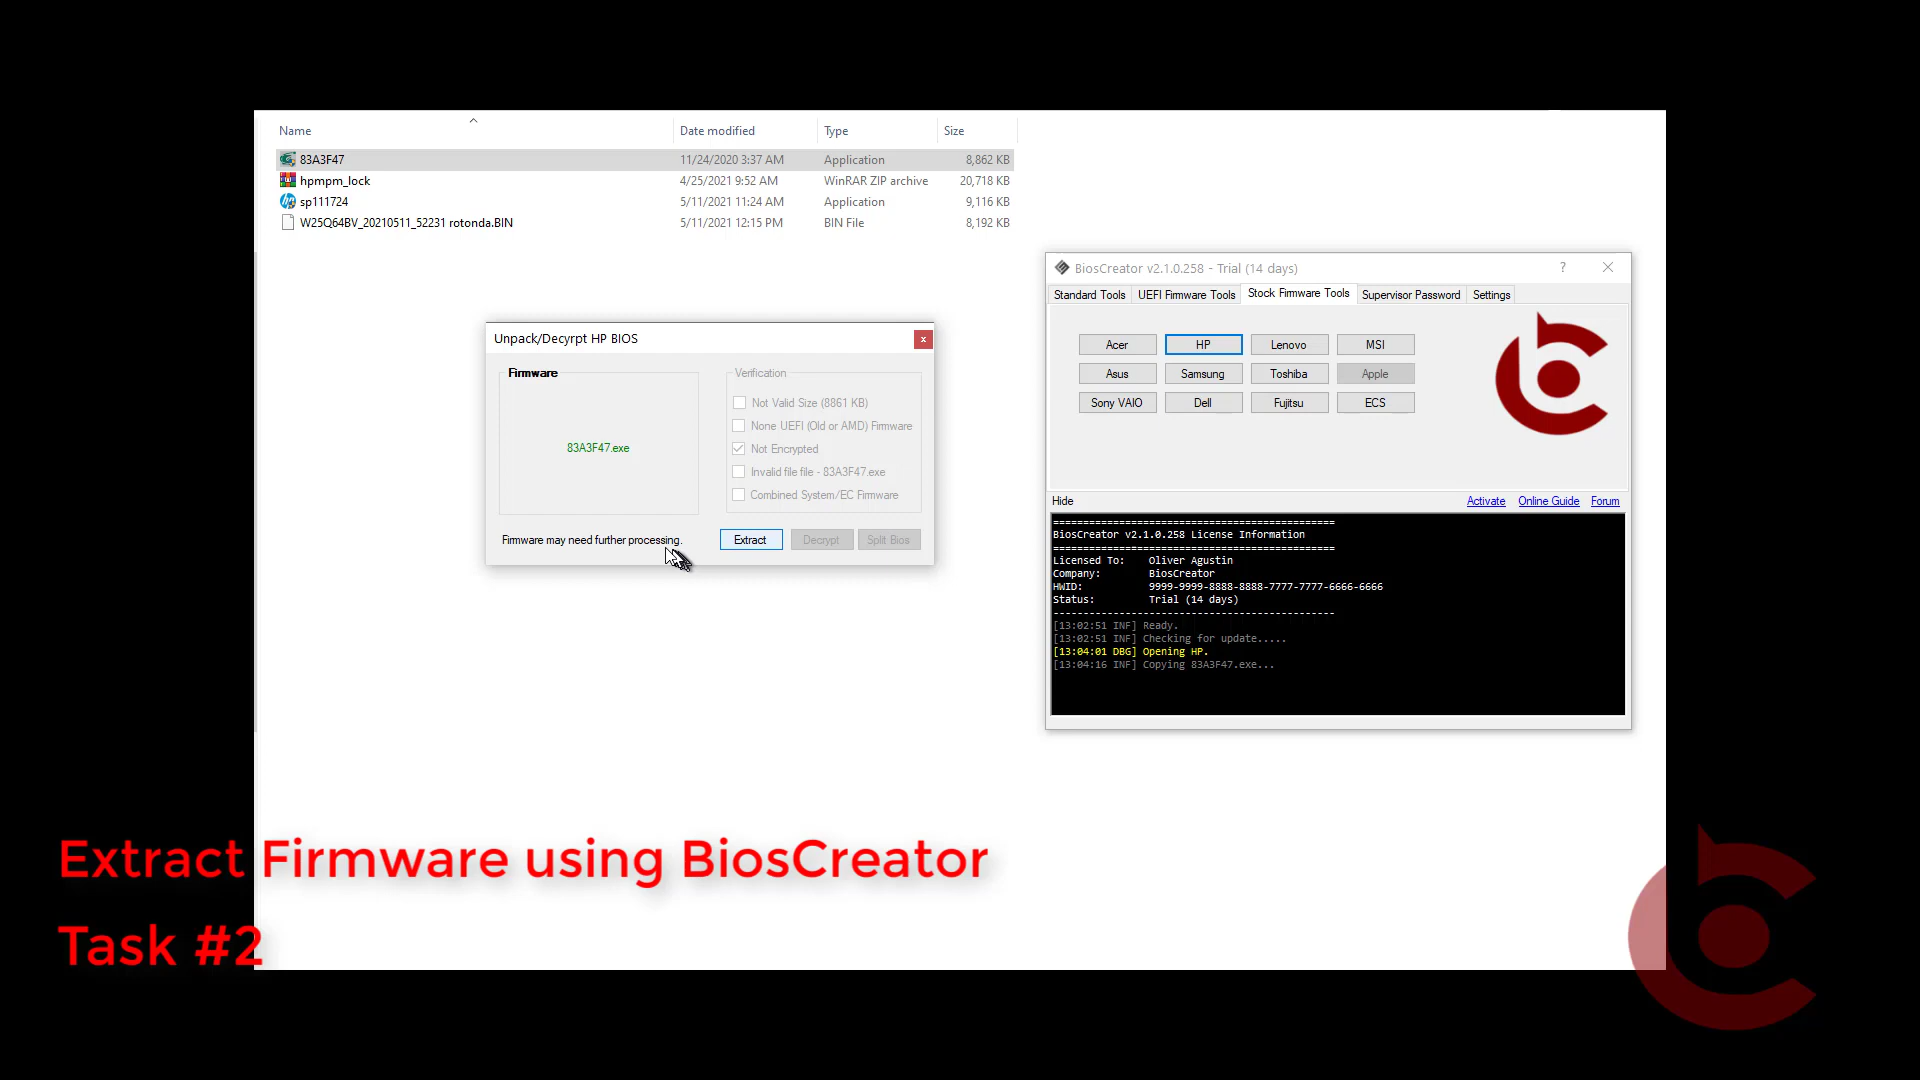 Name Date modified Type Size
83A3F47 11/24/2020 3:37 AM Application 8,862 KB
hpmpm_lock 4/25/2021 9:52 AM WinRAR ZIP archive 20,718 KB
sp111724 5/11/2021 11:24 AM Application 9,116 KB
W25Q64BV_20210511_52231 rotonda.BIN 5/11/2021 12:15 PM BIN File 8,192 KB
Unpack/Decyrpt HP BIOS
Firmware
83A3F47.exe
Firmware may need further processing.
Verification
Not Valid Size (8861 KB)
None UEFI (Old or AMD) Firmware
Not Encrypted
Invalid file file - 83A3F47.exe
Combined System/EC Firmware
Extract Decrypt Split Bios
BiosCreator v2.1.0.258 - Trial (14 days) ?
Standard Tools UEFI Firmware Tools Stock Firmware Tools Supervisor Password Settings
Acer HP Lenovo MSI
Asus Samsung Toshiba Apple
Sony VAIO Dell Fujitsu ECS
Hide Activate Online Guide Forum
===============================================
BiosCreator v2.1.0.258 License Information
===============================================
Licensed To: Oliver Agustin
Company: BiosCreator
HWID: 9999-9999-8888-8888-7777-7777-6666-6666
Status: Trial (14 days)
-----------------------------------------------
[13:02:51 INF] Ready.
[13:02:51 INF] Checking for update.....
[13:04:01 DBG] Opening HP.
[13:04:16 INF] Copying 83A3F47.exe...
Extract Firmware using BiosCreator
Task #2